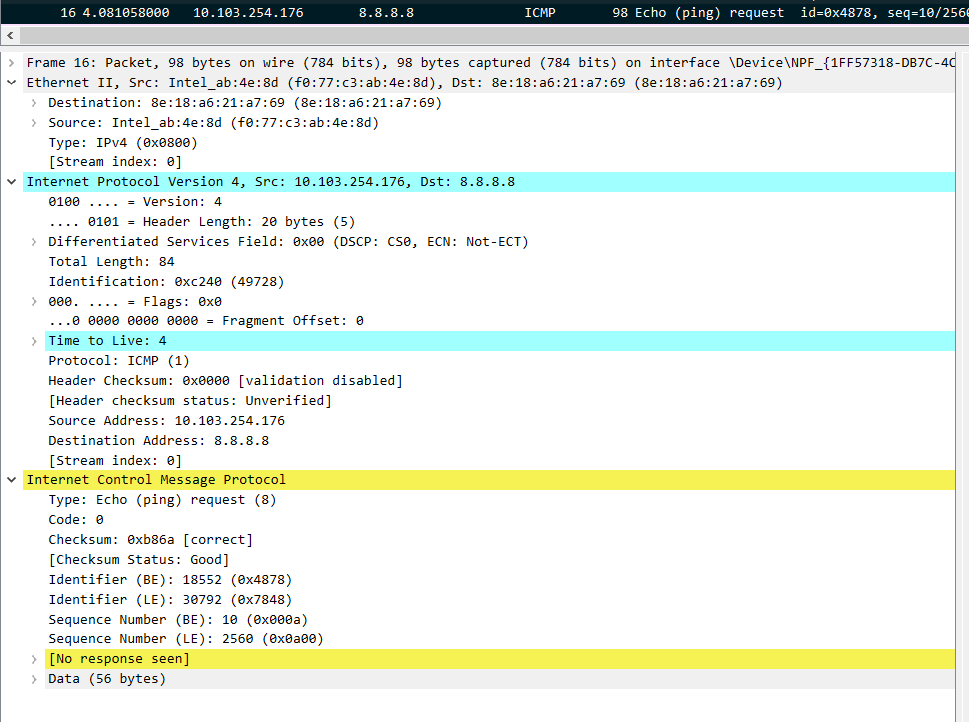 16 4.081058000 10.103.254.176 8.8.8.8 ICMP 98 Echo (ping) request id=0x4878, seq=10/2560
Frame 16: Packet, 98 bytes on wire (784 bits), 98 bytes captured (784 bits) on interface \Device\NPF_{1FF57318-DB7C-4C
Ethernet II, Src: Intel_ab:4e:8d (f0:77:c3:ab:4e:8d), Dst: 8e:18:a6:21:a7:69 (8e:18:a6:21:a7:69)
Destination: 8e:18:a6:21:a7:69 (8e:18:a6:21:a7:69)
Source: Intel_ab:4e:8d (f0:77:c3:ab:4e:8d)
Type: IPv4 (0x0800)
[Stream index: 0]
Internet Protocol Version 4, Src: 10.103.254.176, Dst: 8.8.8.8
0100 .... = Version: 4
.... 0101 = Header Length: 20 bytes (5)
Differentiated Services Field: 0x00 (DSCP: CS0, ECN: Not-ECT)
Total Length: 84
Identification: 0xc240 (49728)
000. .... = Flags: 0x0
...0 0000 0000 0000 = Fragment Offset: 0
Time to Live: 4
Protocol: ICMP (1)
Header Checksum: 0x0000 [validation disabled]
[Header checksum status: Unverified]
Source Address: 10.103.254.176
Destination Address: 8.8.8.8
[Stream index: 0]
Internet Control Message Protocol
Type: Echo (ping) request (8)
Code: 0
Checksum: 0xb86a [correct]
[Checksum Status: Good]
Identifier (BE): 18552 (0x4878)
Identifier (LE): 30792 (0x7848)
Sequence Number (BE): 10 (0x000a)
Sequence Number (LE): 2560 (0x0a00)
[No response seen]
Data (56 bytes)